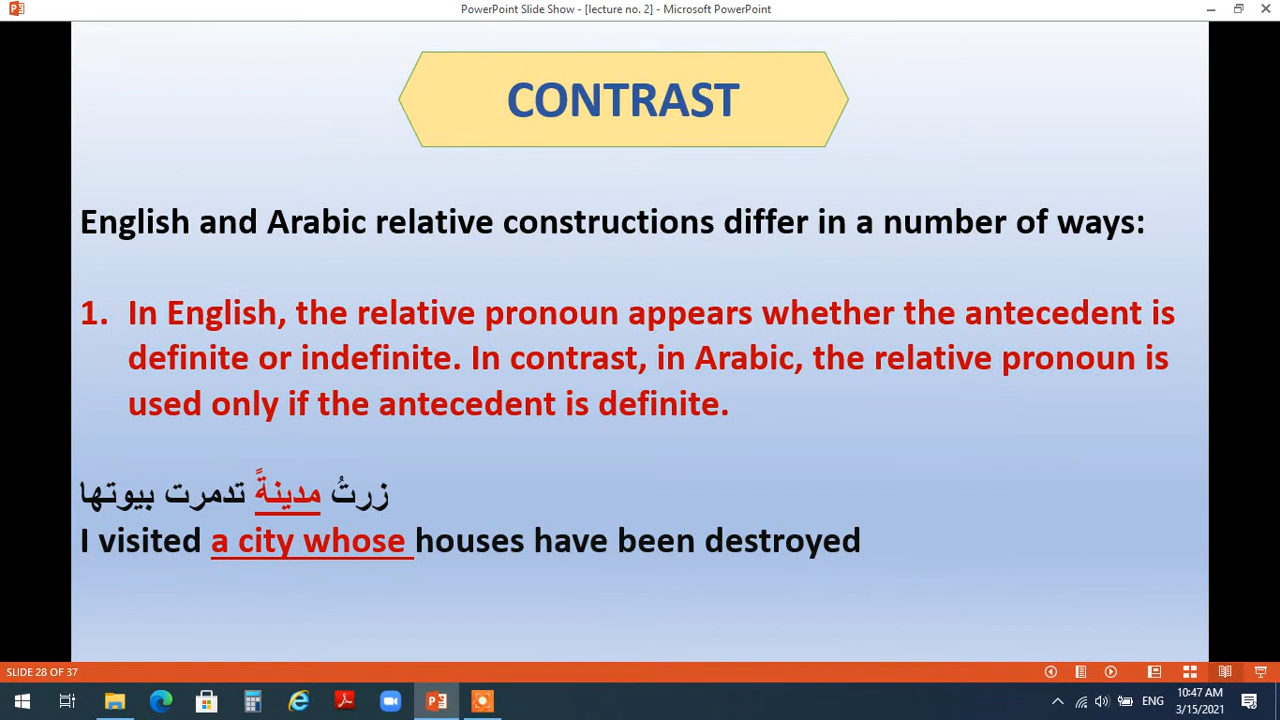 PowerPoint Slide Show - [lecture no. 2] - Microsoft PowerPoint
CONTRAST
English and Arabic relative constructions differ in a number of ways:
1. In English, the relative pronoun appears whether the antecedent is
definite or indefinite. In contrast, in Arabic, the relative pronoun is
used only if the antecedent is definite.
زرتُ مدينةً تدمرت بيوتها
I visited a city whose houses have been destroyed
SLIDE 28 OF 37
ENG
10:47 AM
3/15/2021